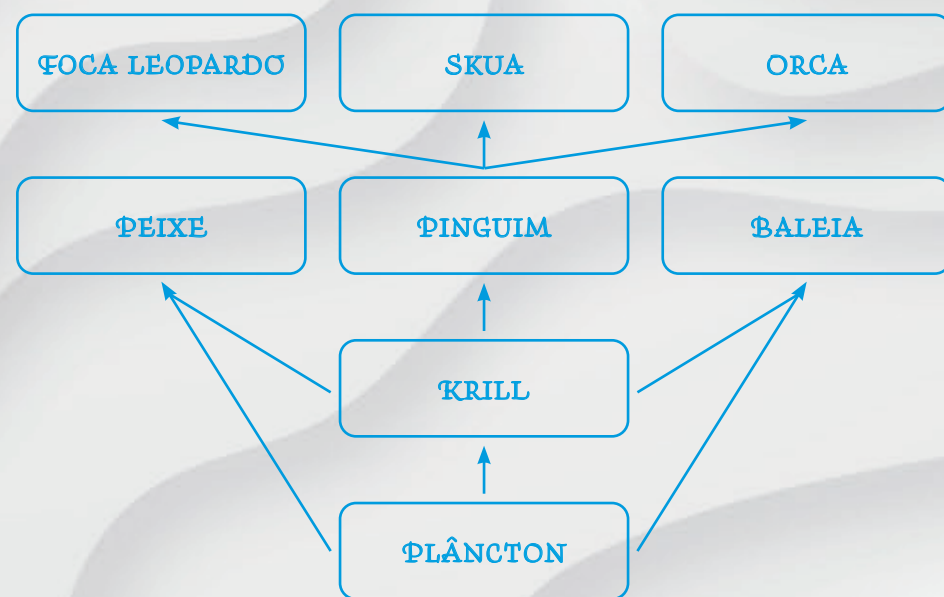 FOCA LEOPARDO
SKUA
ORCA
PEIXE
PINGUIM
BALEIA
KRILL
PLÂNCTON